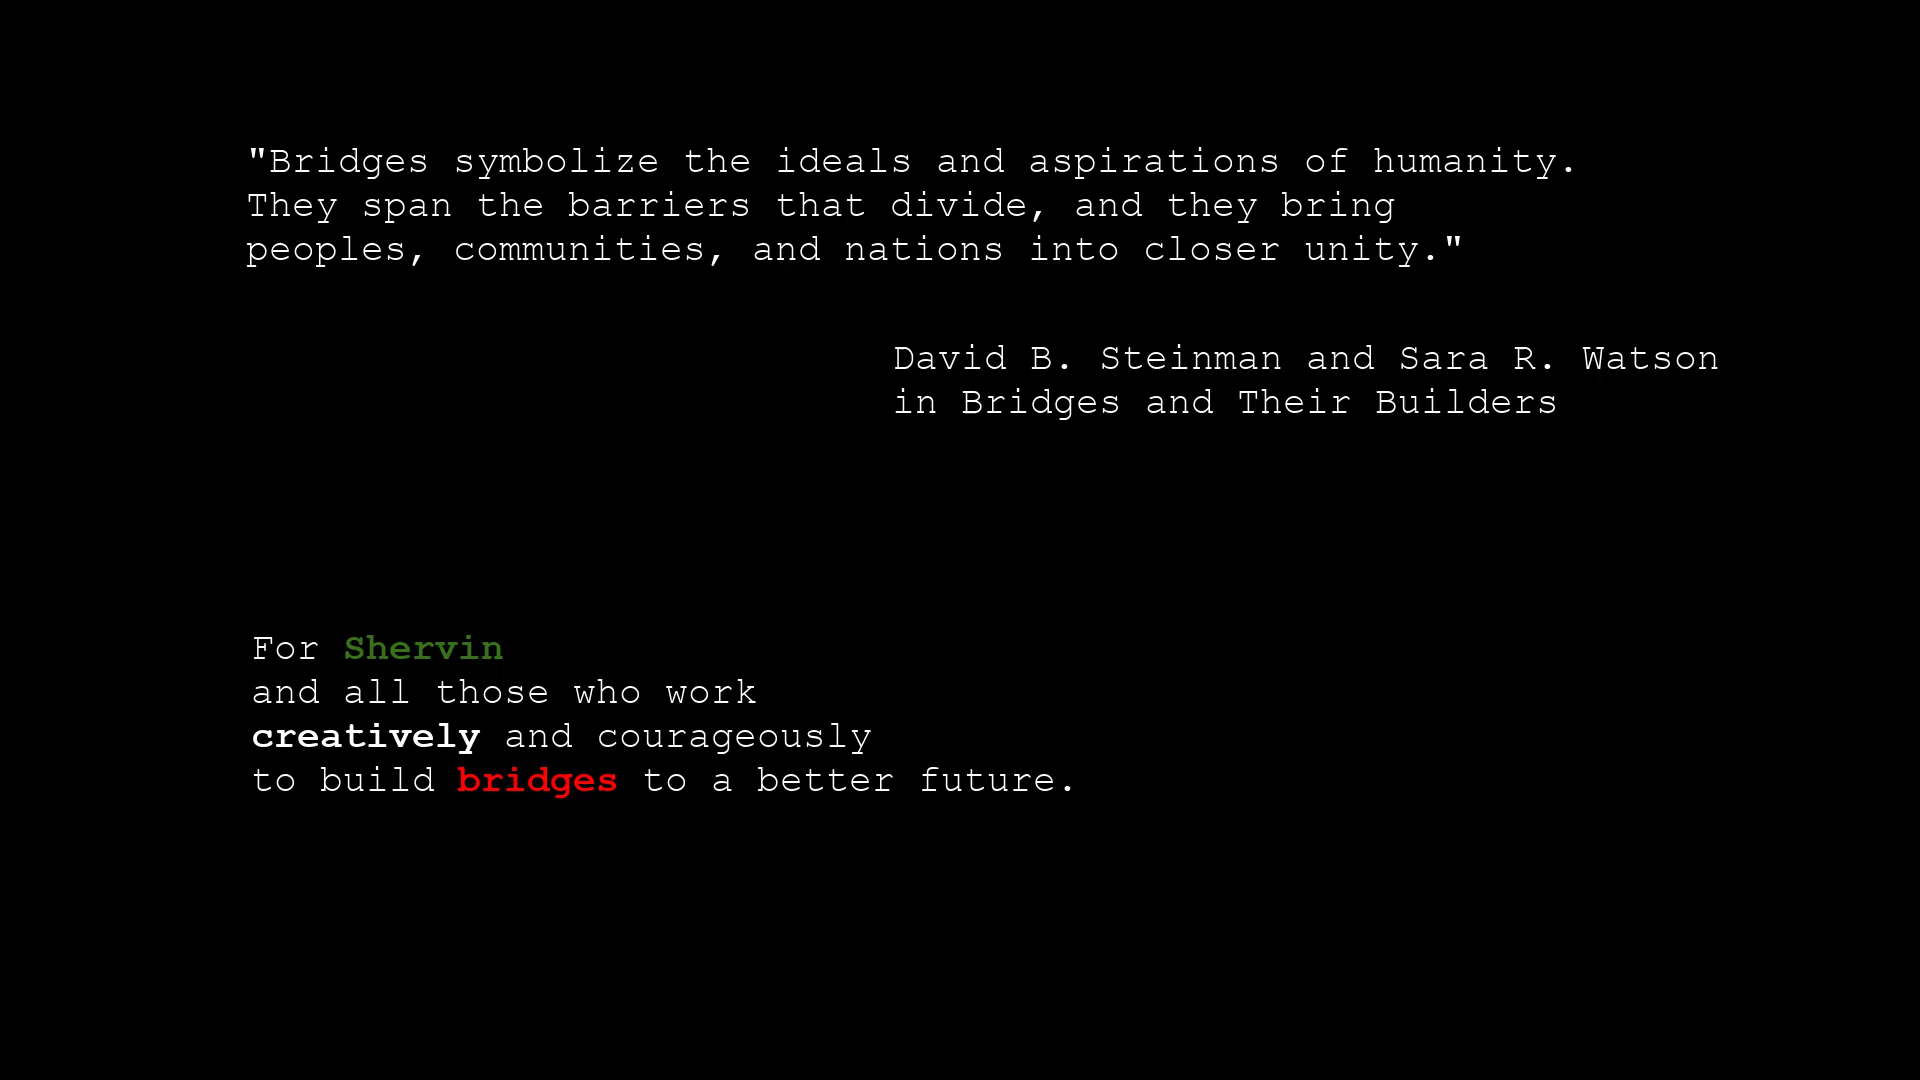 "Bridges symbolize the ideals and aspirations of humanity.
They span the barriers that divide, and they bring
peoples, communities, and nations into closer unity."
David B. Steinman and Sara R. Watson
in Bridges and Their Builders
For Shervin
and all those who work
creatively and courageously
to build bridges to a better future.